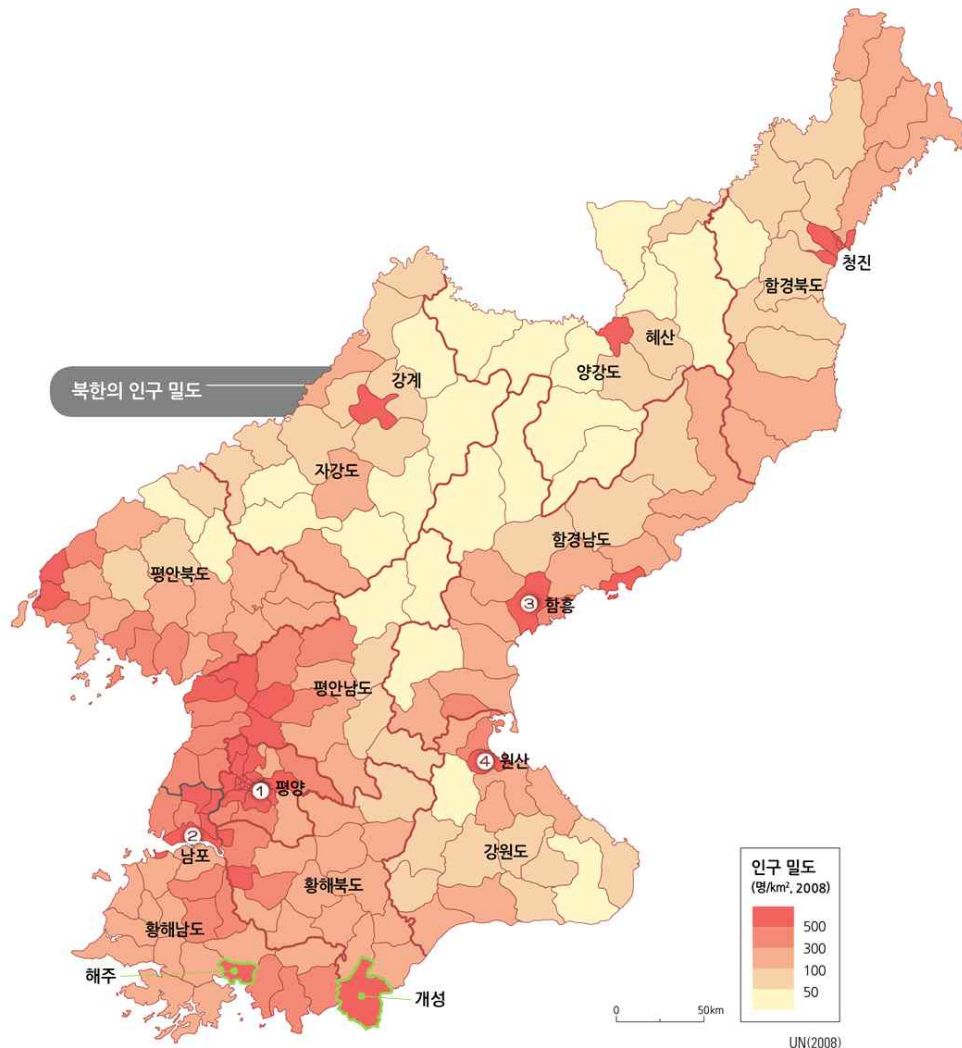 북한의 인구 밀도
청진
함경북도
혜산
양강도
강계
자강도
함경남도
평안북도
③ 함흥
평안남도
④ 원산
① 평양
②
남포
강원도
황해북도
황해남도
해주
개성
인구 밀도
(명/km², 2008)
500
300
100
50
0 50km
UN(2008)